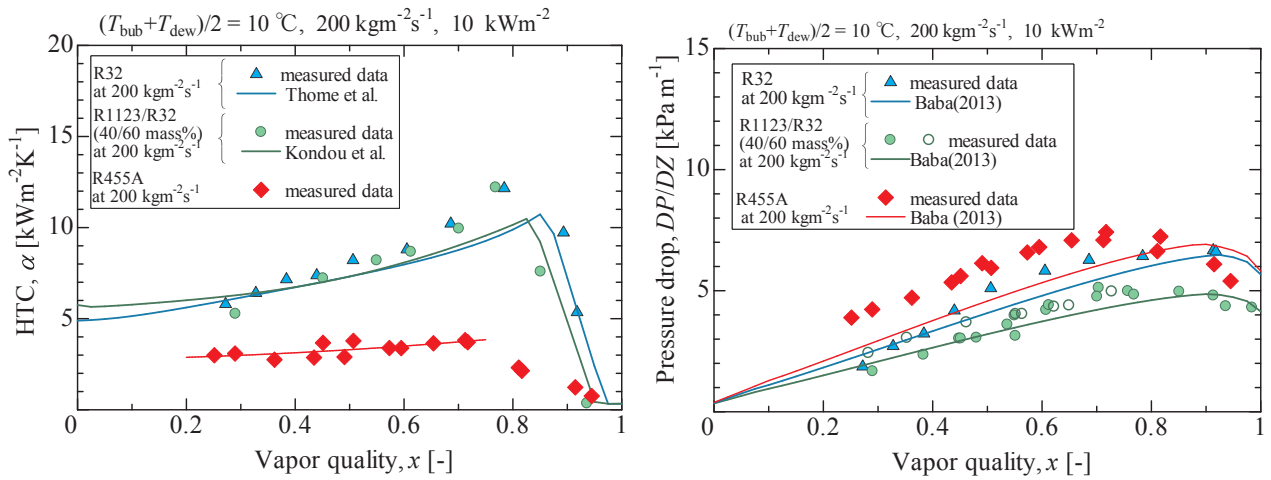 (T_bub+T_dew)/2 = 10 ℃, 200 kgm⁻²s⁻¹, 10 kWm⁻²
HTC, α [kWm⁻²K⁻¹]
20
16
12
10
5
0
R32
at 200 kgm⁻²s⁻¹
measured data
Thome et al.
R1123/R32
(40/60 mass%)
at 200 kgm⁻²s⁻¹
measured data
Kondou et al.
R455A
at 200 kgm⁻²s⁻¹
measured data
0 0.2 0.4 0.6 0.8 1
Vapor quality, x [-]
(T_bub+T_dew)/2 = 10 ℃, 200 kgm⁻²s⁻¹, 10 kWm⁻²
Pressure drop, DP/DZ [kPa m⁻¹]
15
10
5
0
R32
at 200 kgm⁻²s⁻¹
measured data
Baba(2013)
R1123/R32
(40/60 mass%)
at 200 kgm⁻²s⁻¹
measured data
Baba(2013)
R455A
at 200 kgm⁻²s⁻¹
measured data
Baba (2013)
0 0.2 0.4 0.6 0.8 1
Vapor quality, x [-]